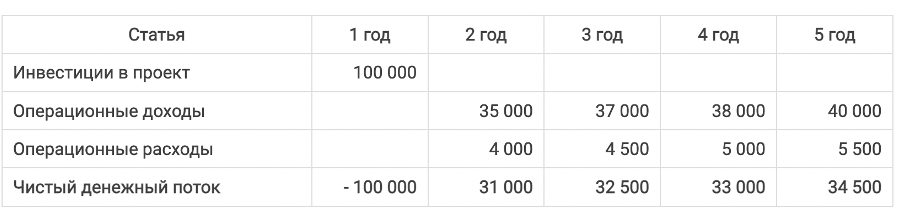 Статья 1 год 2 год 3 год 4 год 5 год
Инвестиции в проект 100 000
Операционные доходы 35 000 37 000 38 000 40 000
Операционные расходы 4 000 4 500 5 000 5 500
Чистый денежный поток - 100 000 31 000 32 500 33 000 34 500